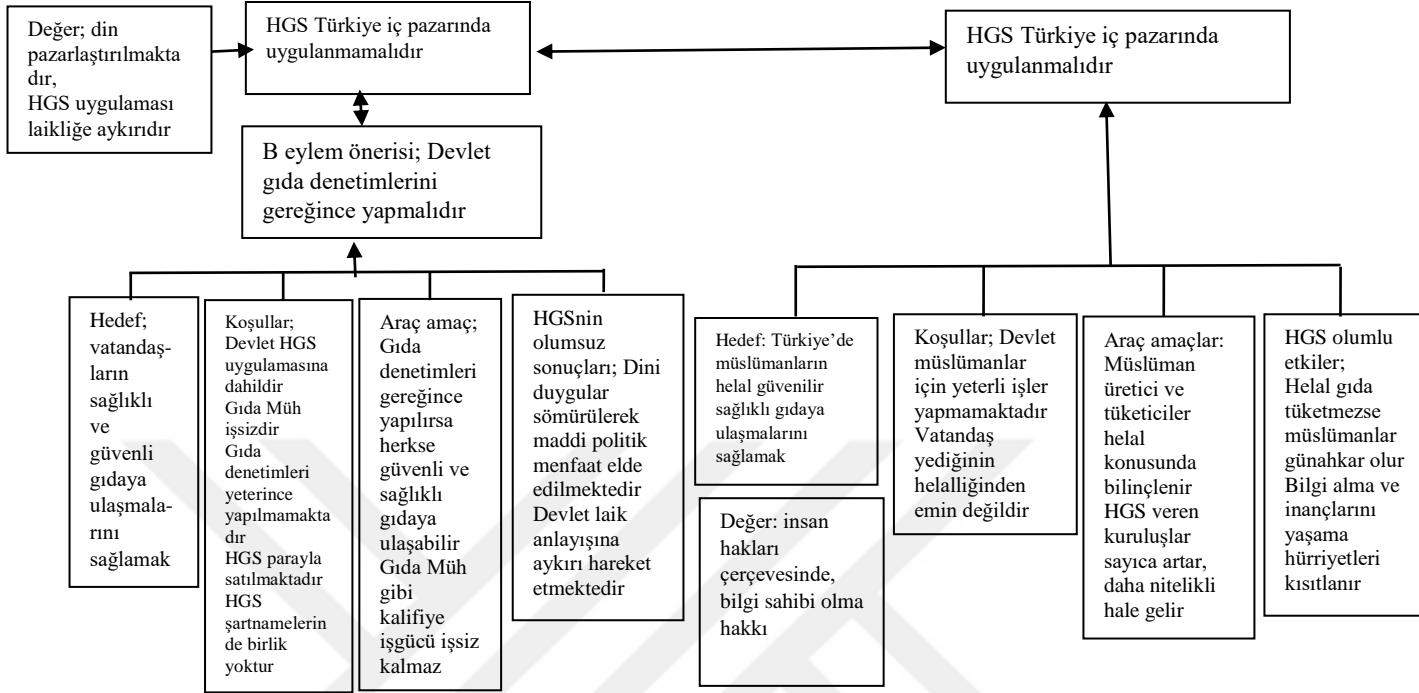 Değer; din
pazarlaştırılmakta
dır,
HGS uygulaması
laikliğe aykırıdır
HGS Türkiye iç pazarında
uygulanmamalıdır
HGS Türkiye iç pazarında
uygulanmalıdır
B eylem önerisi; Devlet
gıda denetimlerini
gereğince yapmalıdır
Hedef;
vatandaş-
ların
sağlıklı
ve
güvenli
gıdaya
ulaşmala-
rını
sağlamak
Koşullar;
Devlet HGS
uygulamasına
dahildir
Gıda Müh
işsizdir
Gıda
denetimleri
yeterince
yapılmamakta
dır
HGS parayla
satılmaktadır
HGS
şartnamelerin
de birlik
yoktur
Araç amaç;
Gıda
denetimleri
gereğince
yapılırsa
herkse
güvenli ve
sağlıklı
gıdaya
ulaşabilir
Gıda Müh
gibi
kalifiye
işgücü işsiz
kalmaz
HGSnin
olumsuz
sonuçları; Dini
duygular
sömürülerek
maddi politik
menfaat elde
edilmektedir
Devlet laik
anlayışına
aykırı hareket
etmektedir
Hedef: Türkiye’de
müslümanların
helal güvenilir
sağlıklı gıdaya
ulaşmalarını
sağlamak
Değer: insan
hakları
çerçevesinde,
bilgi sahibi olma
hakkı
Koşullar; Devlet
müslümanlar
için yeterli işler
yapmamaktadır
Vatandaş
yediğinin
helalliğinden
emin değildir
Araç amaçlar:
Müslüman
üretici ve
tüketiciler
helal
konusunda
bilinçlenir
HGS veren
kuruluşlar
sayıca artar,
daha nitelikli
hale gelir
HGS olumlu
etkiler;
Helal gıda
tüketmezse
müslümanlar
günahkar olur
Bilgi alma ve
inançlarını
yaşama
hürriyetleri
kısıtlanır